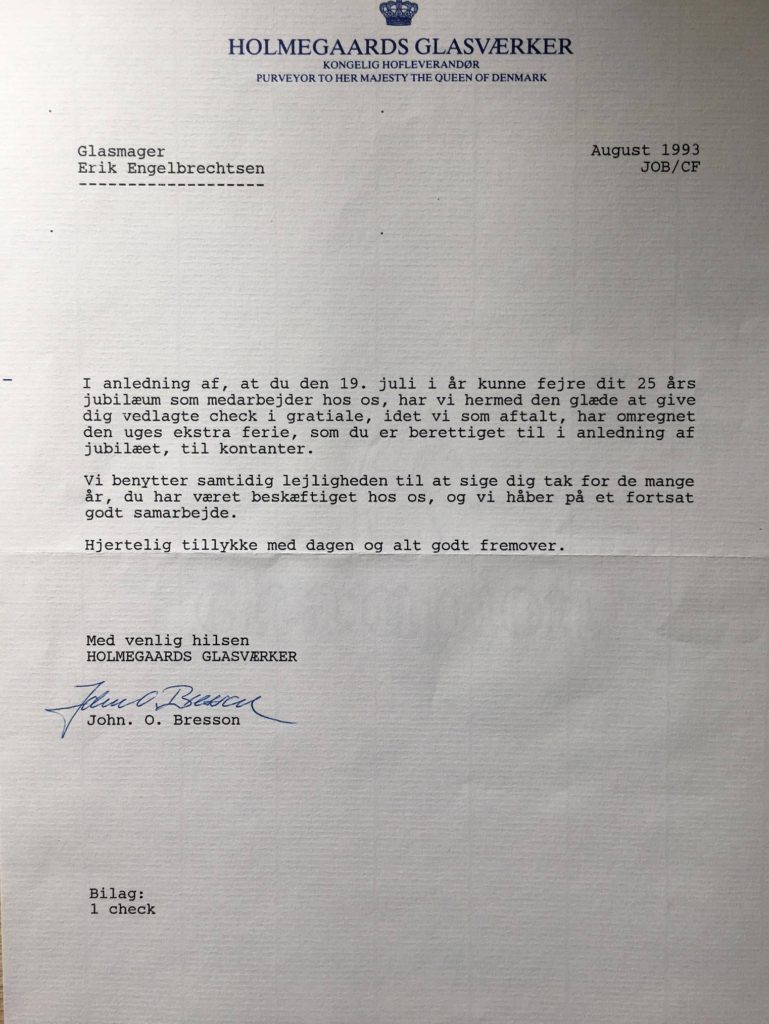 HOLMEGAARDS GLASVÆRKER
KONGELIG HOFLEVERANDØR
PURVEYOR TO HER MAJESTY THE QUEEN OF DENMARK
Glasmager
Erik Engelbrechtsen
--------------------
August 1993
JOB/CF
I anledning af, at du den 19. juli i år kunne fejre dit 25 års
jubilæum som medarbejder hos os, har vi hermed den glæde at give
dig vedlagte check i gratiale, idet vi som aftalt, har omregnet
den uges ekstra ferie, som du er berettiget til i anledning af
jubilæet, til kontanter.
Vi benytter samtidig lejligheden til at sige dig tak for de mange
år, du har været beskæftiget hos os, og vi håber på et fortsat
godt samarbejde.
Hjertelig tillykke med dagen og alt godt fremover.
Med venlig hilsen
HOLMEGAARDS GLASVÆRKER
John O. Bresson
John. O. Bresson
Bilag:
1 check